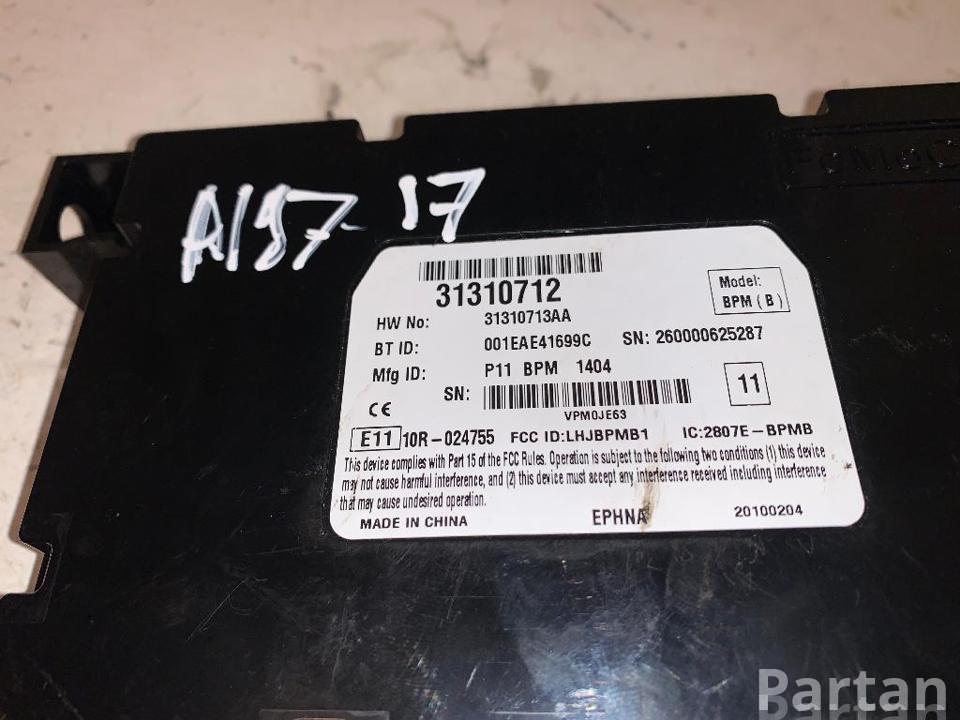 FoMoCo
A197 17
31310712
Model:
BPM (B)
HW No: 31310713AA
BT ID: 001EAE41699C SN: 260000625287
Mfg ID: P11 BPM 1404
11
SN:
VPM0JE63
CE
E11 10R-024755 FCC ID:LHJBPMB1 IC:2807E-BPMB
This device complies with Part 15 of the FCC Rules. Operation is subject to the following two conditions (1) this device
may not cause harmful interference, and (2) this device must accept any interference received including interference
that may cause undesired operation.
MADE IN CHINA EPHNA 20100204
Partan